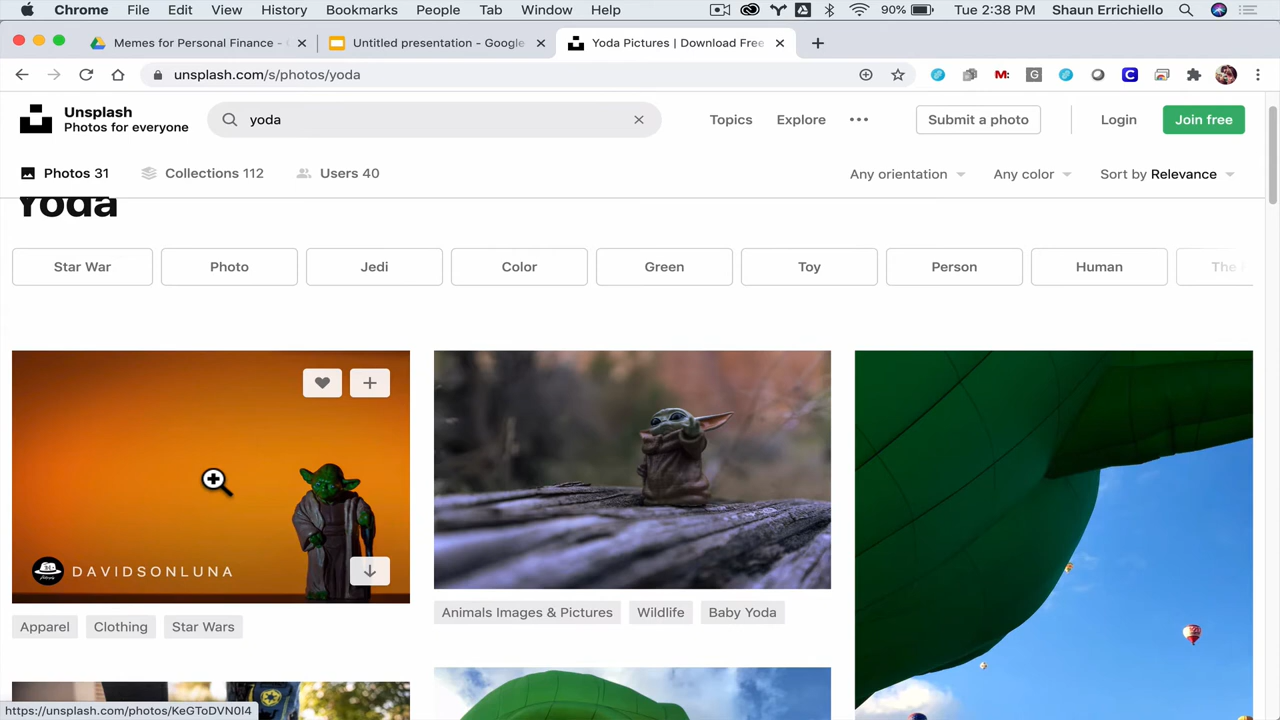 Chrome File Edit View History Bookmarks People Tab Window Help 90% Tue 2:38 PM Shaun Errichiello
Memes for Personal Finance - Untitled presentation - Google Yoda Pictures | Download Free
unsplash.com/s/photos/yoda
Unsplash
Photos for everyone
yoda
Topics Explore Submit a photo Login Join free
Photos 31 Collections 112 Users 40 Any orientation Any color Sort by Relevance
Yoda
Star War Photo Jedi Color Green Toy Person Human The
DAVIDSONLUNA
Apparel Clothing Star Wars
Animals Images & Pictures Wildlife Baby Yoda
https://unsplash.com/photos/KeGToDVN0I4